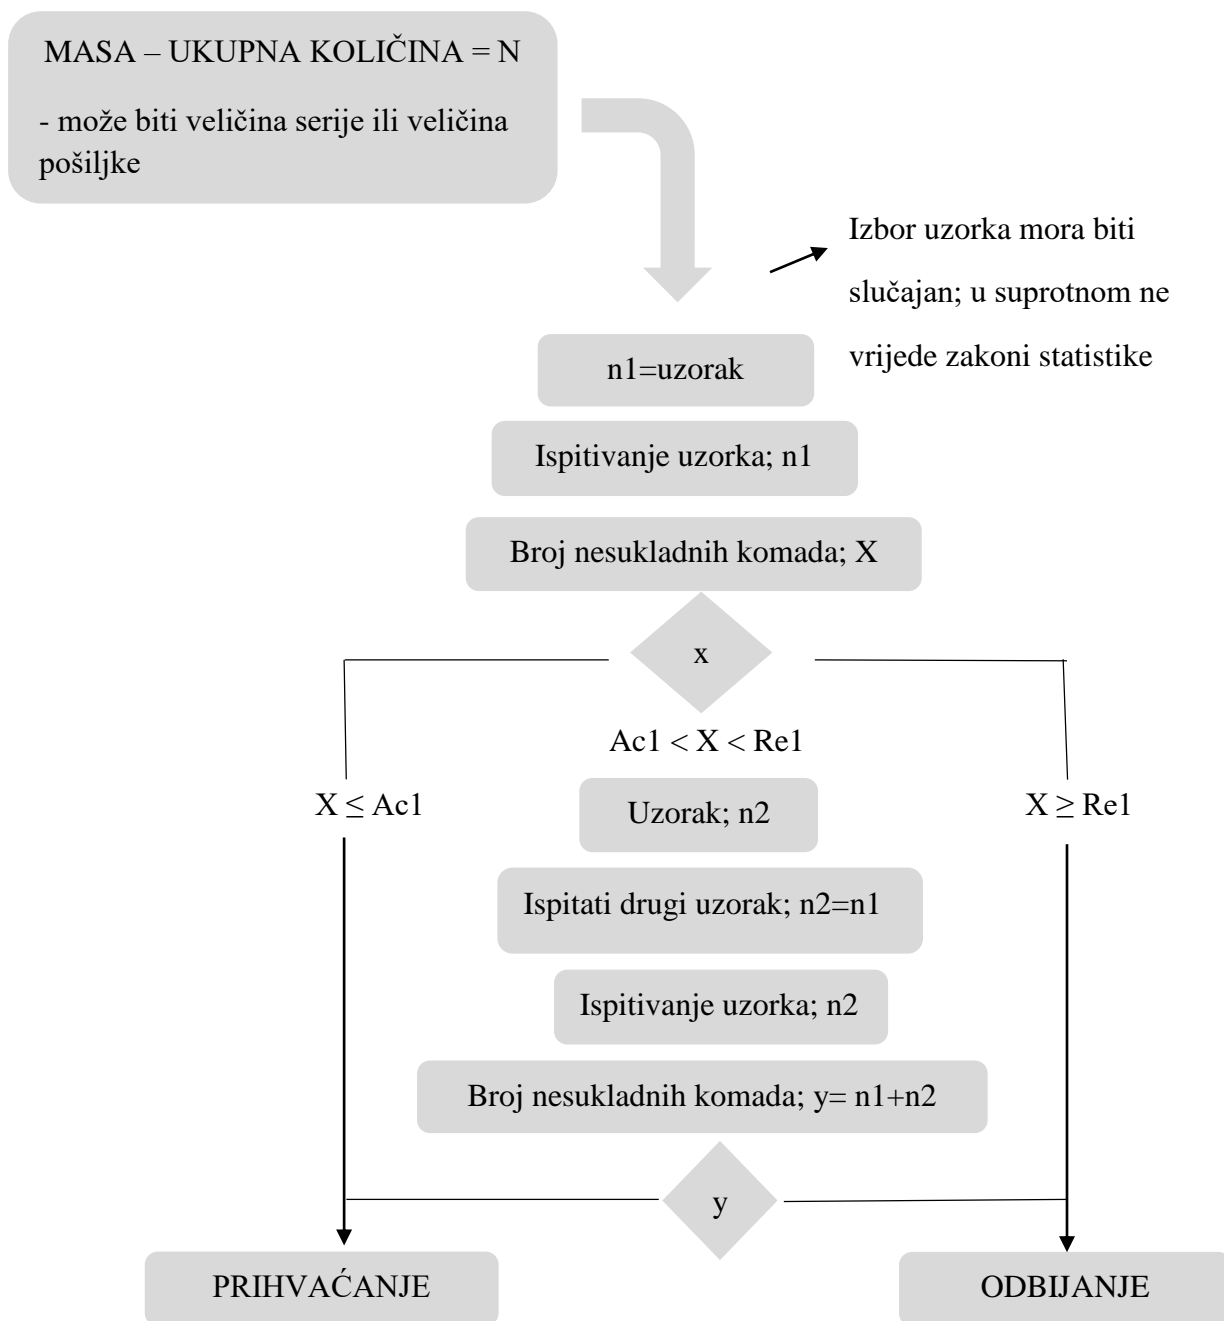 MASA – UKUPNA KOLIČINA = N
- može biti veličina serije ili veličina
pošiljke
Izbor uzorka mora biti
slučajan; u suprotnom ne
vrijede zakoni statistike
n1=uzorak
Ispitivanje uzorka; n1
Broj nesukladnih komada; X
x
Ac1 < X < Re1
X ≤ Ac1
Uzorak; n2
X ≥ Re1
Ispitati drugi uzorak; n2=n1
Ispitivanje uzorka; n2
Broj nesukladnih komada; y= n1+n2
y
PRIHVAĆANJE
ODBIJANJE